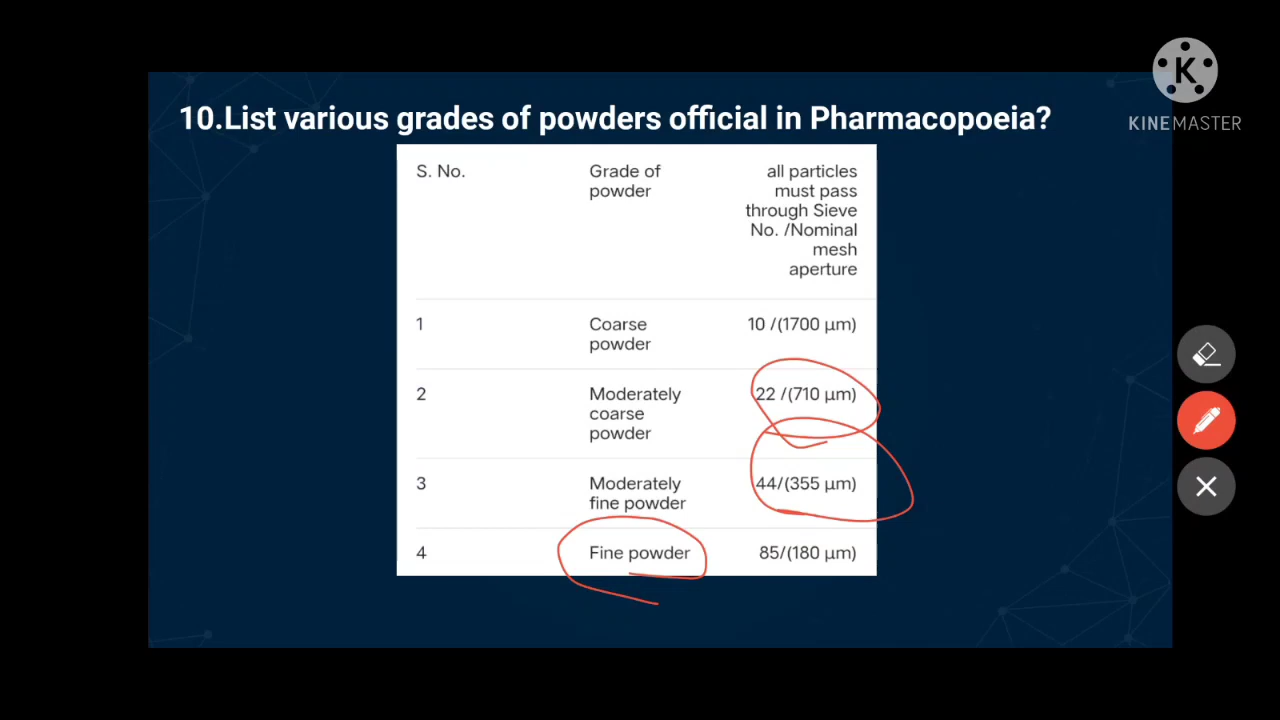 10.List various grades of powders official in Pharmacopoeia?
K
KINEMASTER
S. No.
Grade of
powder
all particles
must pass
through Sieve
No. /Nominal
mesh
aperture
1
Coarse
powder
10 /(1700 µm)
2
Moderately
coarse
powder
22 /(710 µm)
3
Moderately
fine powder
44/(355 µm)
4
Fine powder
85/(180 µm)